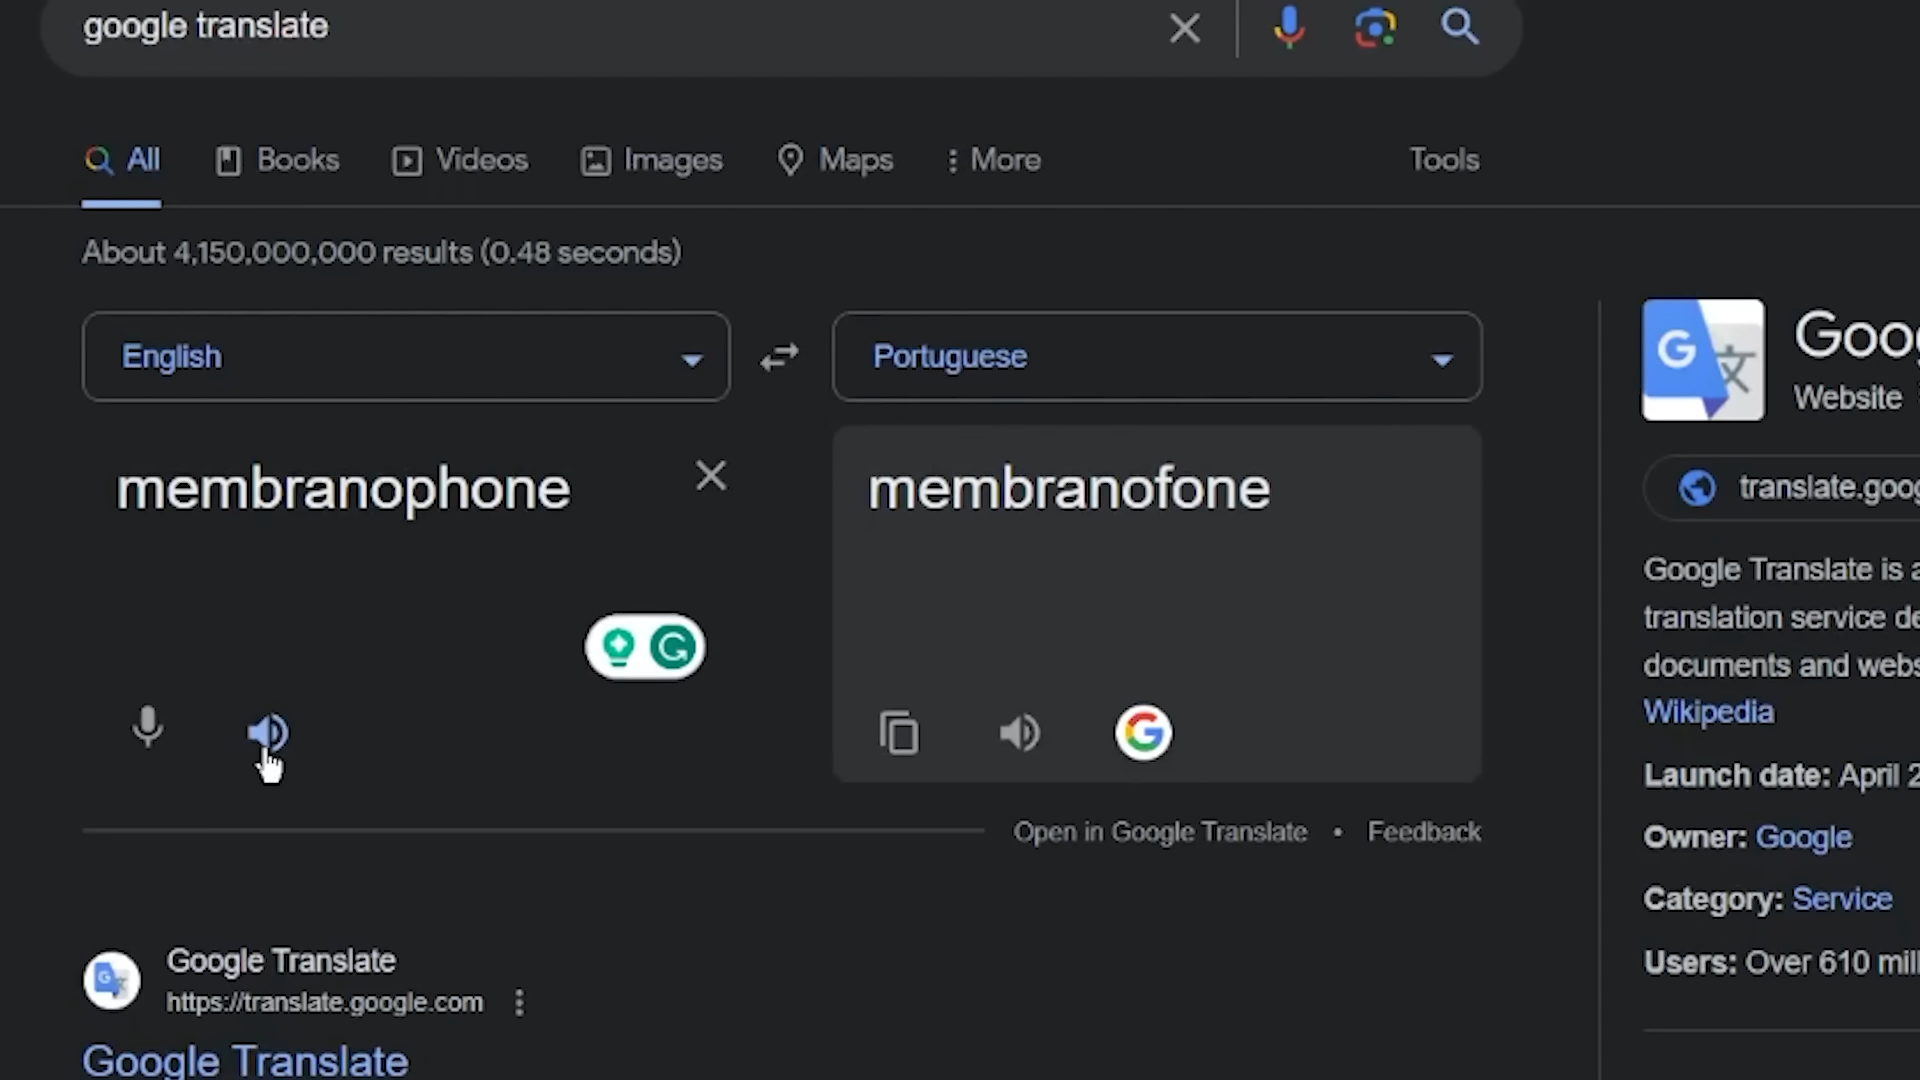 google translate
All Books Videos Images Maps More Tools
About 4,150,000,000 results (0.48 seconds)
English Portuguese
membranophone membranofone
Open in Google Translate • Feedback
Google Translate
https://translate.google.com
Google Translate
Goog
Website
translate.goog
Google Translate is a
translation service de
documents and webs
Wikipedia
Launch date: April 2
Owner: Google
Category: Service
Users: Over 610 mill